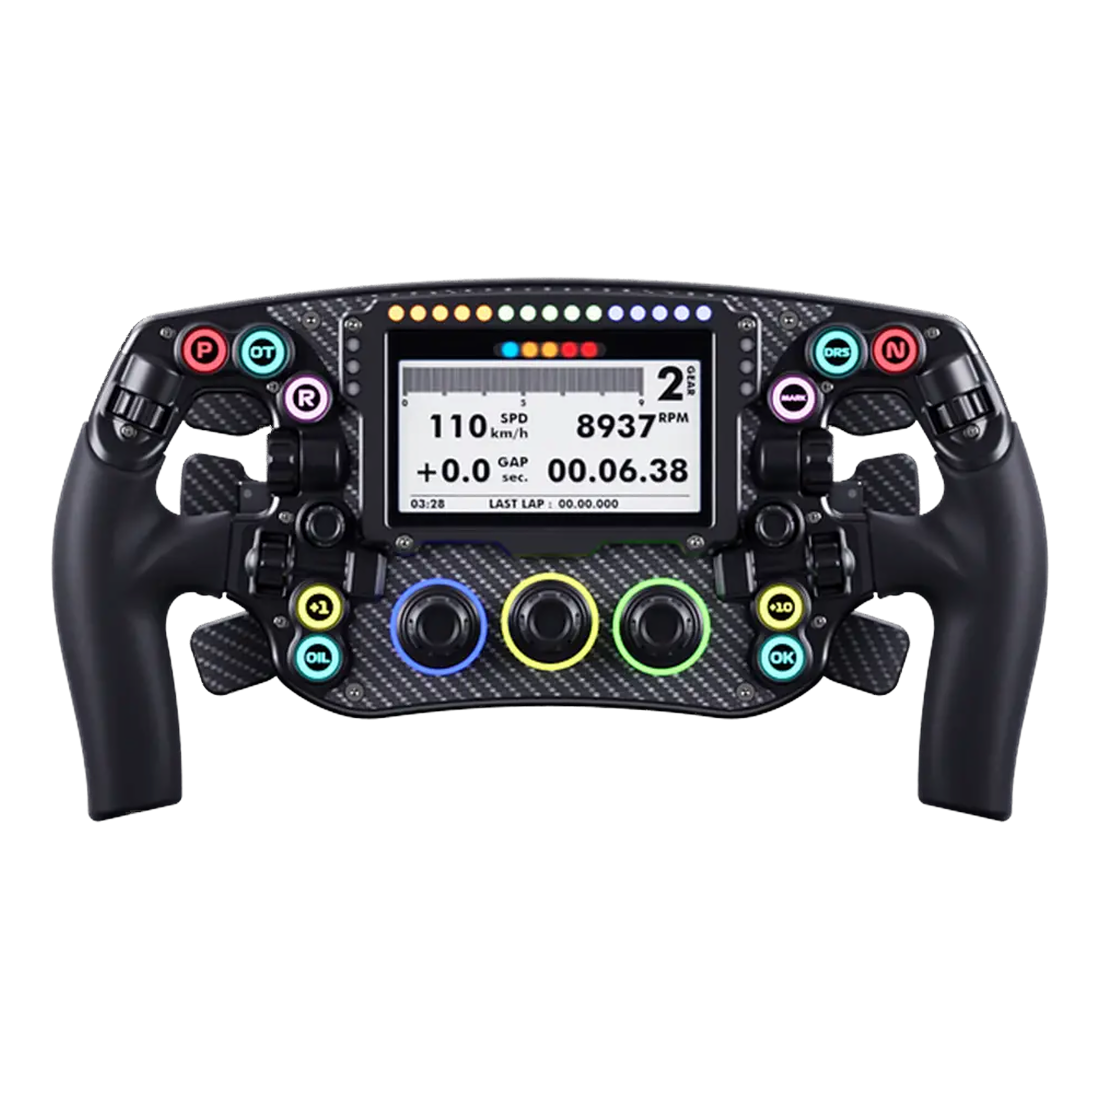 P
OT
R
DRS
N
MARK
2 GEAR
0 5 9
110 SPD km/h
8937 RPM
+0.0 GAP sec.
00.06.38
03:28 LAST LAP : 00.00.000
+1
OIL
+10
OK